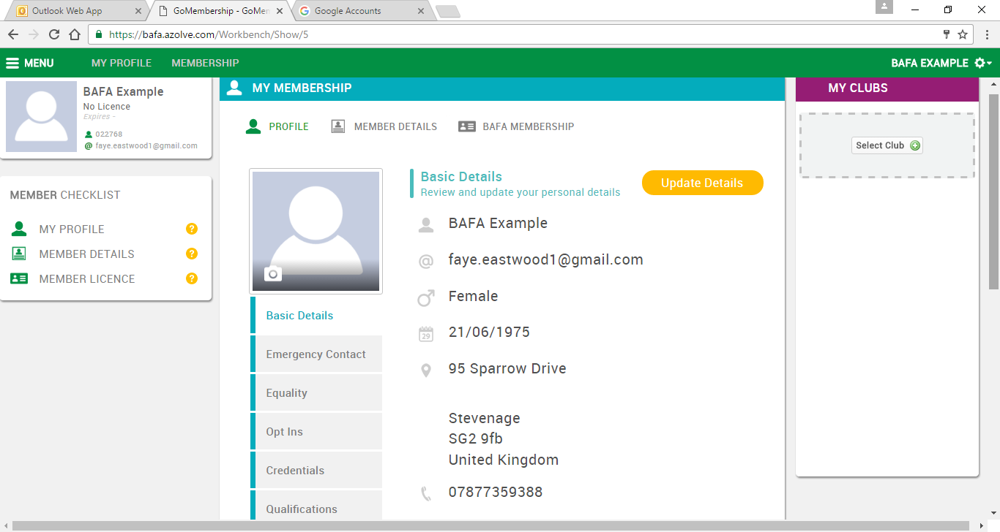 Outlook Web App
GoMembership - GoMem
Google Accounts
https://bafa.azolve.com/Workbench/Show/5
MENU
MY PROFILE
MEMBERSHIP
BAFA EXAMPLE
BAFA Example
No Licence
Expires -
022768
@ faye.eastwood1@gmail.com
MEMBER CHECKLIST
MY PROFILE ?
MEMBER DETAILS ?
MEMBER LICENCE ?
MY MEMBERSHIP
PROFILE
MEMBER DETAILS
BAFA MEMBERSHIP
Basic Details
Emergency Contact
Equality
Opt Ins
Credentials
Qualifications
Basic Details
Review and update your personal details
Update Details
BAFA Example
@ faye.eastwood1@gmail.com
Female
29 21/06/1975
95 Sparrow Drive
Stevenage
SG2 9fb
United Kingdom
07877359388
MY CLUBS
Select Club